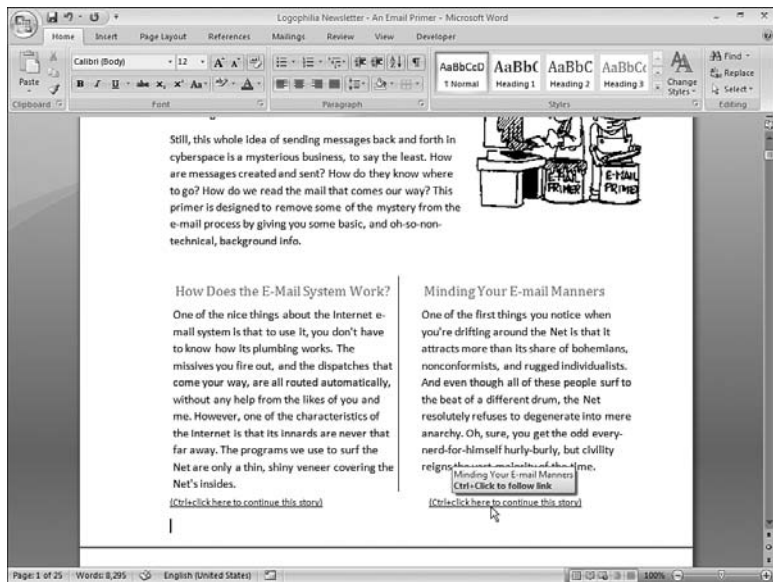 Logophilia Newsletter - An Email Primer - Microsoft Word
Home Insert Page Layout References Mailings Review View Developer
Calibri (Body) 12
Paste
AaBbCcD AaBbC AaBbC AaBbCc
¶ Normal Heading 1 Heading 2 Heading 3
Change Styles
Find
Replace
Select
Clipboard Font Paragraph Styles Editing
Still, this whole idea of sending messages back and forth in
cyberspace is a mysterious business, to say the least. How
are messages created and sent? How do they know where
to go? How do we read the mail that comes our way? This
primer is designed to remove some of the mystery from the
e-mail process by giving you some basic, and oh-so-non-
technical, background info.
E-MAIL PRIMER
E-MAIL PRIMER
How Does the E-Mail System Work?
One of the nice things about the Internet e-
mail system is that to use it, you don't have
to know how its plumbing works. The
missives you fire out, and the dispatches that
come your way, are all routed automatically,
without any help from the likes of you and
me. However, one of the characteristics of
the Internet is that its innards are never that
far away. The programs we use to surf the
Net are only a thin, shiny veneer covering the
Net's insides.
(Ctrl+click here to continue this story)
Minding Your E-mail Manners
One of the first things you notice when
you're drifting around the Net is that it
attracts more than its share of bohemians,
nonconformists, and rugged individualists.
And even though all of these people surf to
the beat of a different drum, the Net
resolutely refuses to degenerate into mere
anarchy. Oh, sure, you get the odd every-
nerd-for-himself hurly-burly, but civility
reigns the vast majority of the time.
Minding Your E-mail Manners
Ctrl+Click to follow link
(Ctrl+click here to continue this story)
Page: 1 of 25 Words: 8,295 English (United States) 100%